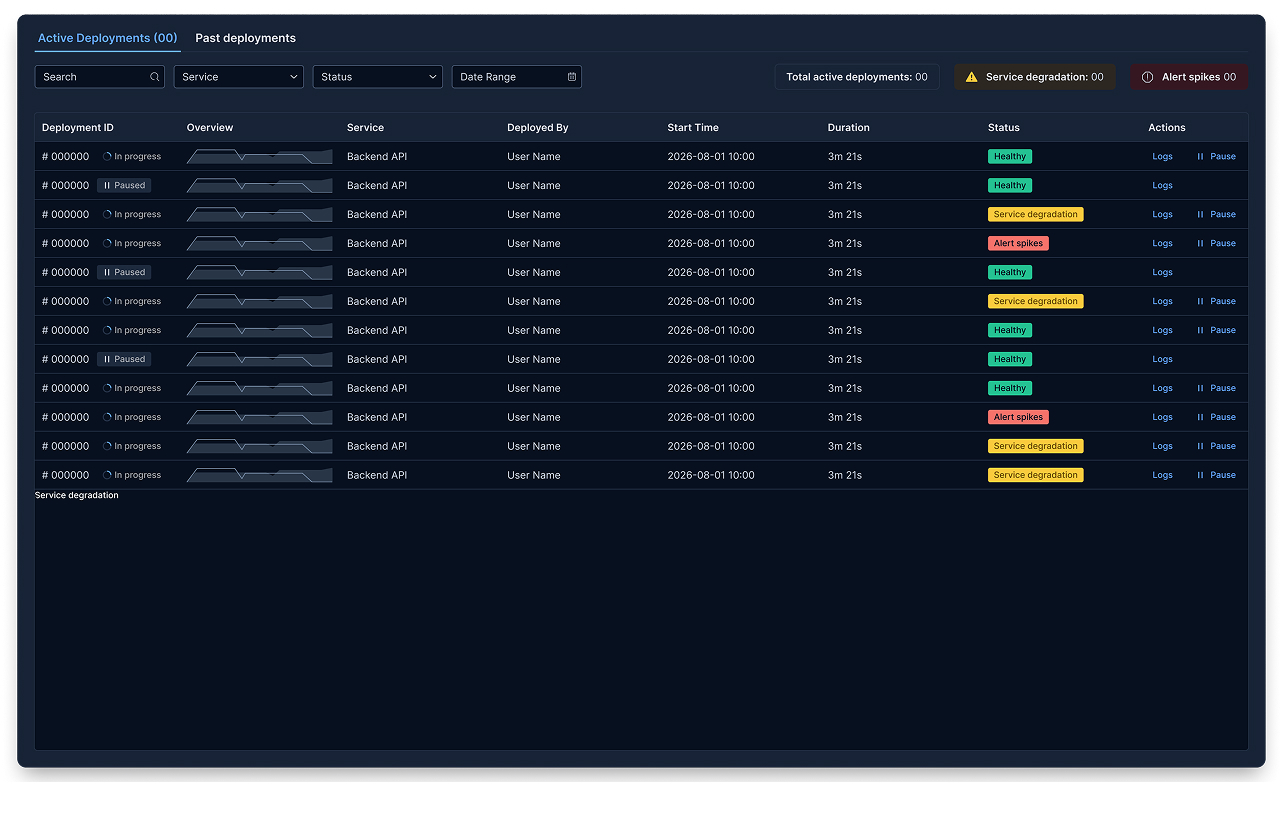 Active Deployments (00) Past deployments
Search Service Status Date Range Total active deployments: 00 Service degradation: 00 Alert spikes 00
Deployment ID Overview Service Deployed By Start Time Duration Status Actions
# 000000 In progress Backend API User Name 2026-08-01 10:00 3m 21s Healthy Logs Pause
# 000000 Paused Backend API User Name 2026-08-01 10:00 3m 21s Healthy Logs
# 000000 In progress Backend API User Name 2026-08-01 10:00 3m 21s Service degradation Logs Pause
# 000000 In progress Backend API User Name 2026-08-01 10:00 3m 21s Alert spikes Logs Pause
# 000000 Paused Backend API User Name 2026-08-01 10:00 3m 21s Healthy Logs
# 000000 In progress Backend API User Name 2026-08-01 10:00 3m 21s Service degradation Logs Pause
# 000000 In progress Backend API User Name 2026-08-01 10:00 3m 21s Healthy Logs Pause
# 000000 Paused Backend API User Name 2026-08-01 10:00 3m 21s Healthy Logs
# 000000 In progress Backend API User Name 2026-08-01 10:00 3m 21s Healthy Logs Pause
# 000000 In progress Backend API User Name 2026-08-01 10:00 3m 21s Alert spikes Logs Pause
# 000000 In progress Backend API User Name 2026-08-01 10:00 3m 21s Service degradation Logs Pause
# 000000 In progress Backend API User Name 2026-08-01 10:00 3m 21s Service degradation Logs Pause
Service degradation